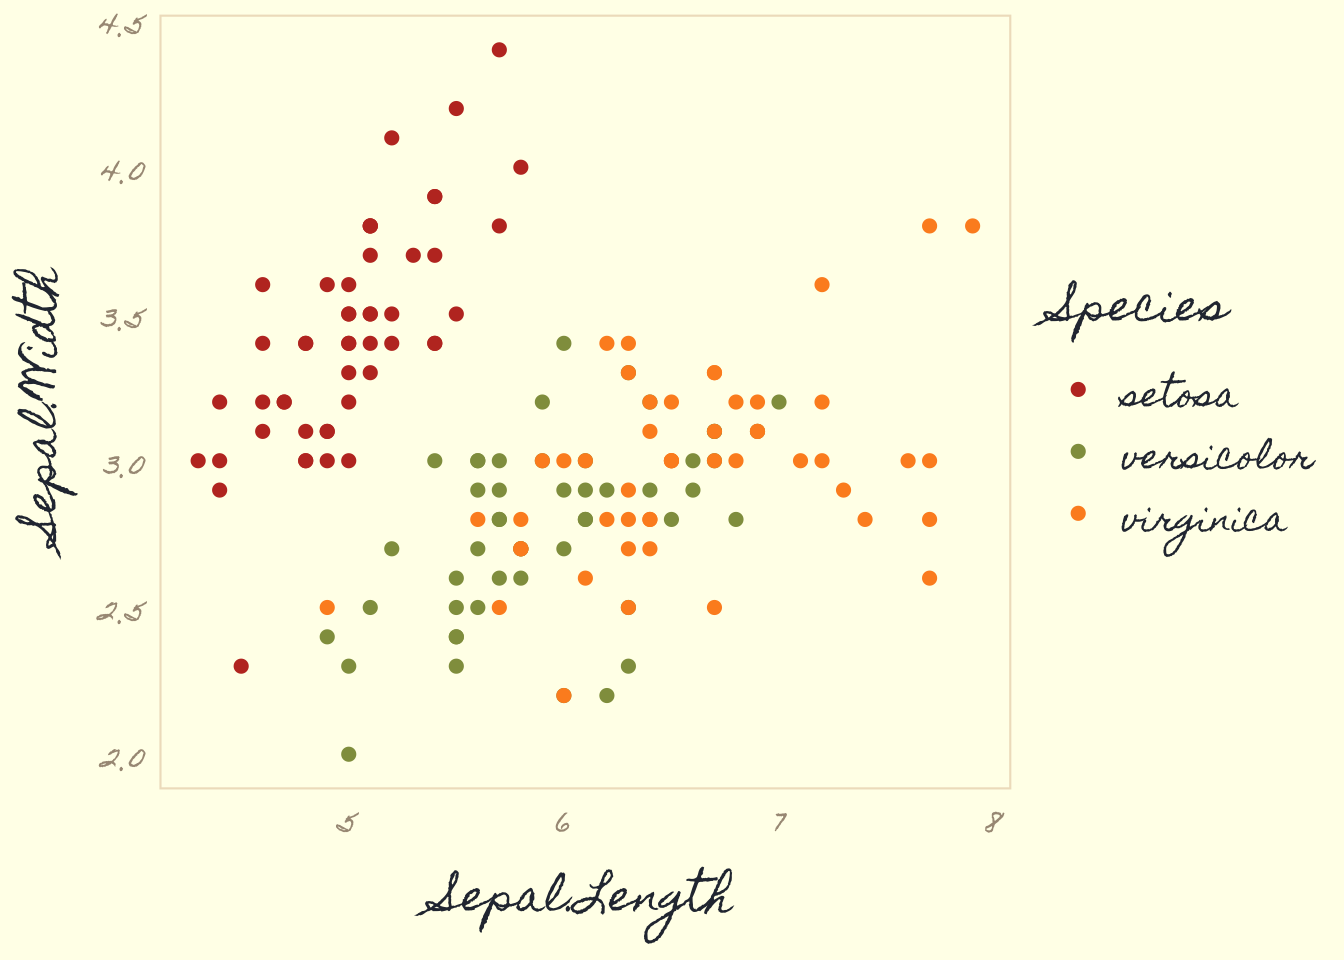 4.5
4.0
3.5
3.0
2.5
2.0
Sepal.Width
5 6 7 8
Sepal.Length
Species
setosa
versicolor
virginica